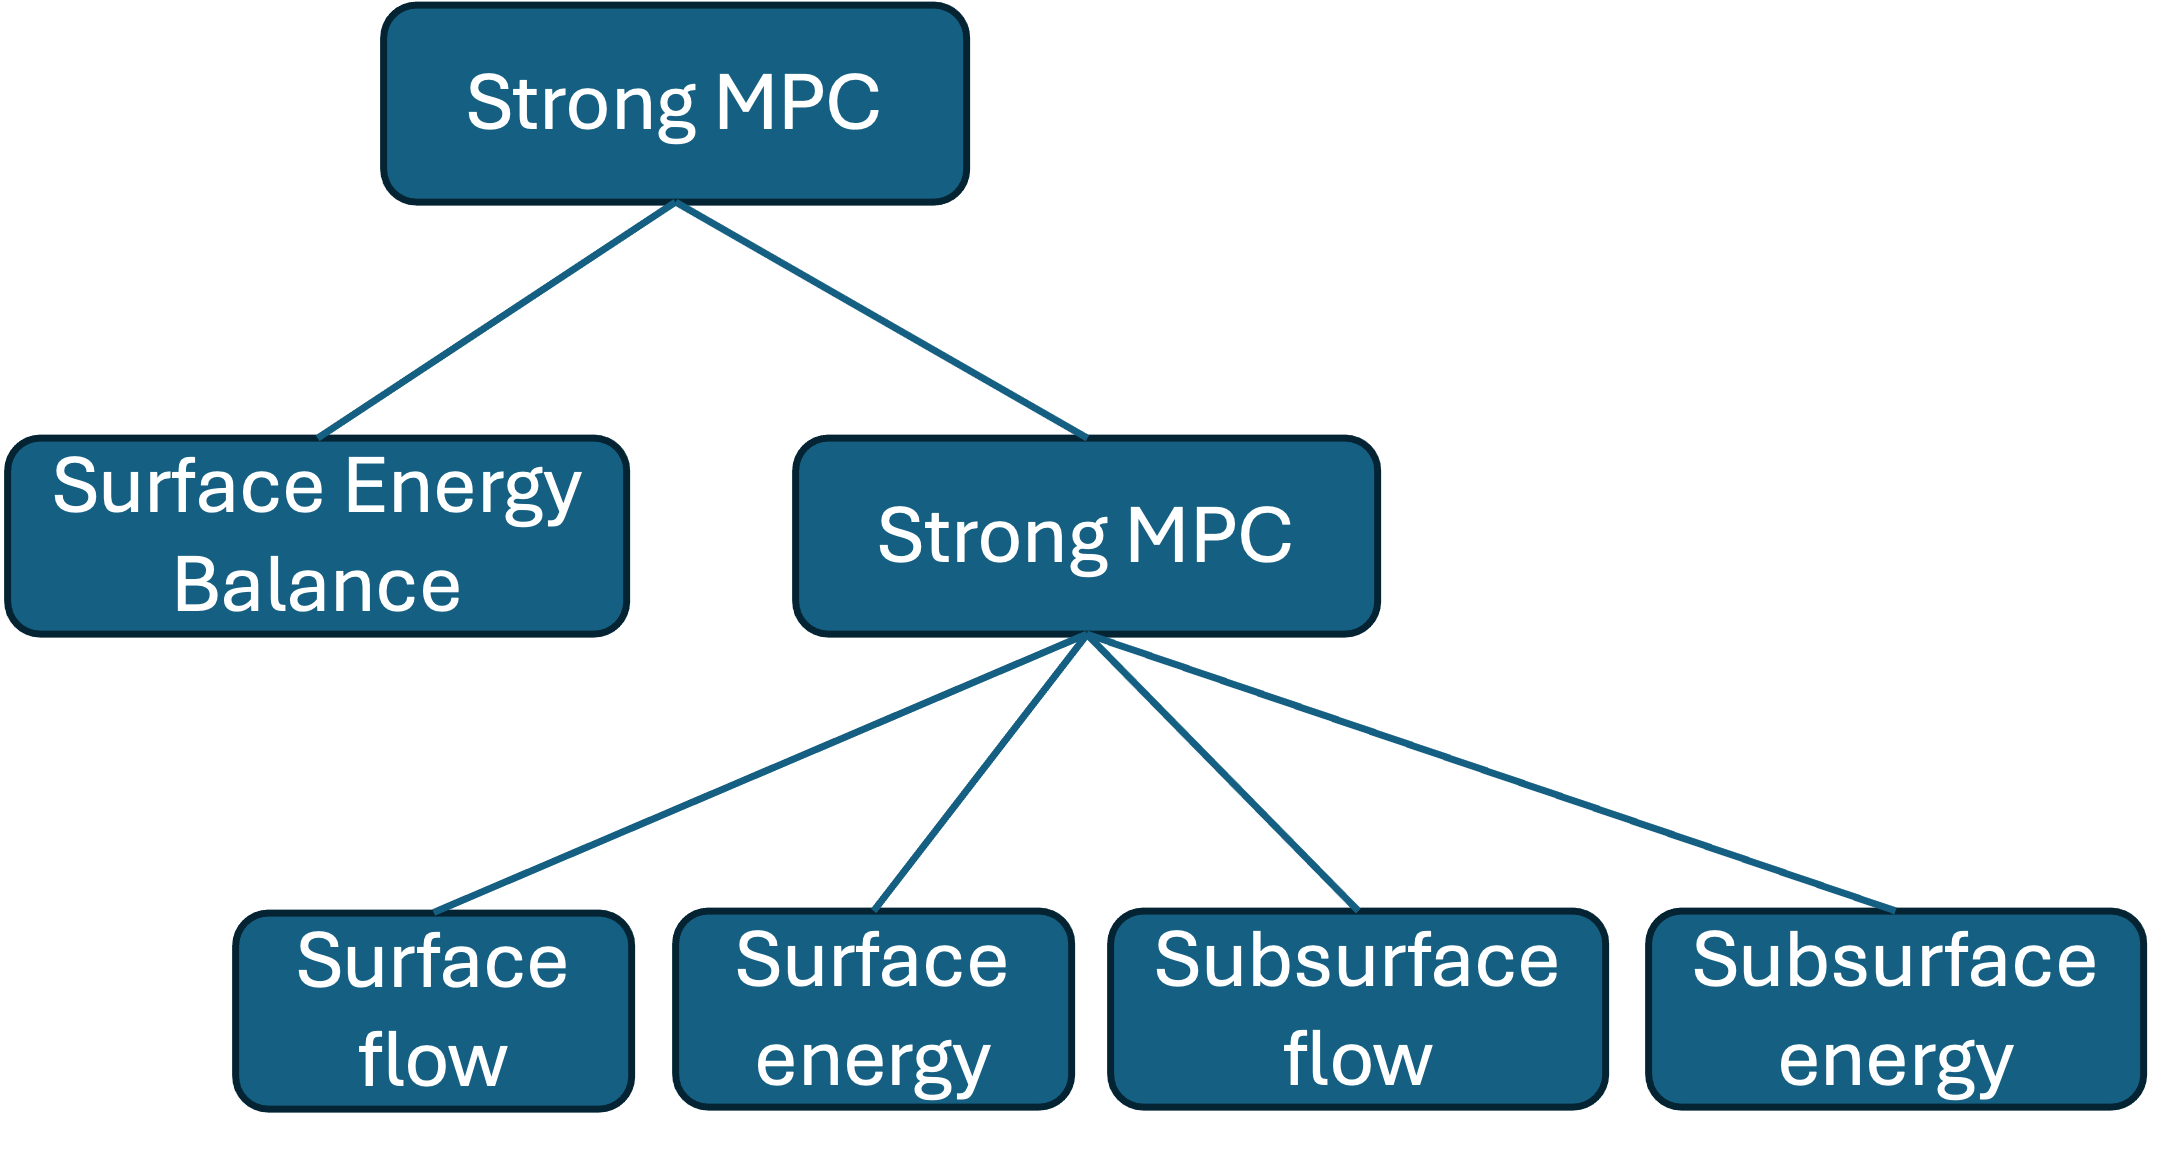 Strong MPC
Surface Energy
Balance
Strong MPC
Surface
flow
Surface
energy
Subsurface
flow
Subsurface
energy